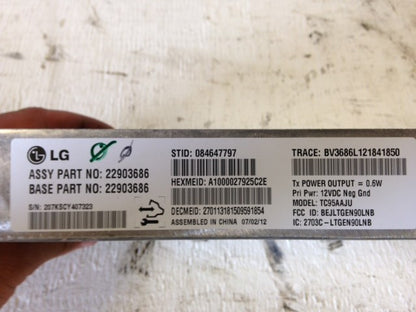 LG
ASSY PART NO: 22903686
BASE PART NO: 22903686
S/N: 207KSCY407323
STID: 084647797
HEXMEID: A1000027925C2E
DECMEID: 270113181509591854
ASSEMBLED IN CHINA 07/02/12
TRACE: BV3686L121841850
Tx POWER OUTPUT = 0.6W
Pri Pwr: 12VDC Neg Gnd
MODEL: TC95AAJU
FCC ID: BEJLTGEN90LNB
IC: 2703C-LTGEN90LNB